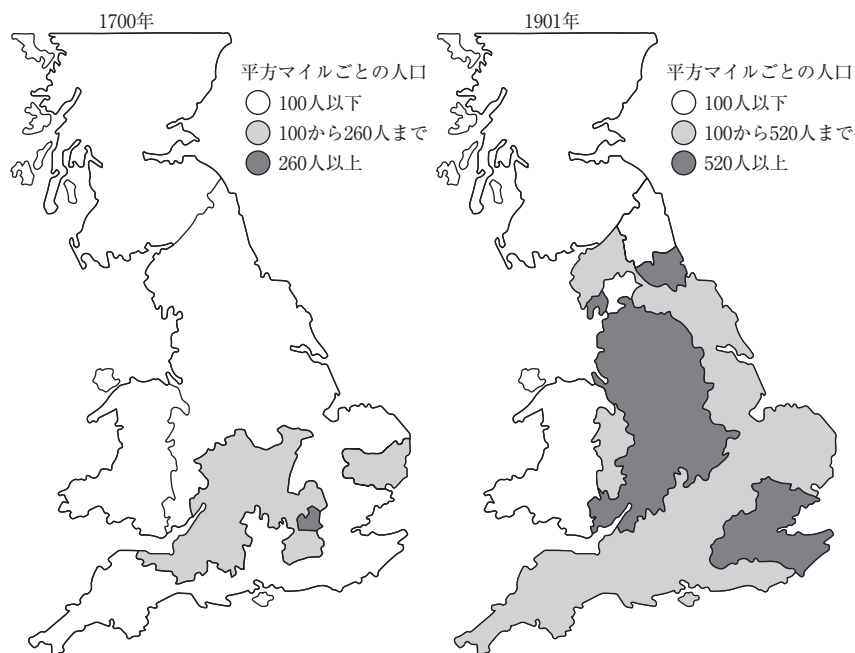 1700年
平方マイルごとの人口
100人以下
100から260人まで
260人以上
1901年
平方マイルごとの人口
100人以下
100から520人まで
520人以上